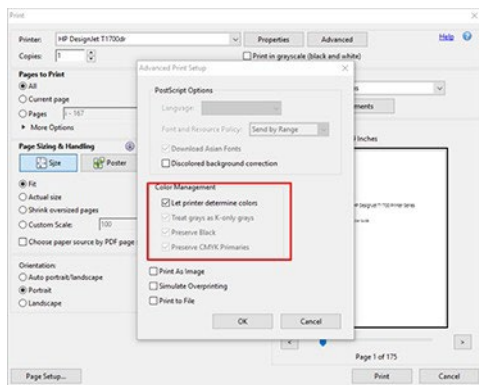 Print
Printer: HP DesignJet T1700dr Properties Advanced Help
Copies: 1 Print in grayscale (black and white)
Pages to Print
All
Current page
Pages 1 - 167
More Options
Page Sizing & Handling
Size Poster
Fit
Actual size
Shrink oversized pages
Custom Scale: 100
Choose paper source by PDF page
Orientation:
Auto portrait/landscape
Portrait
Landscape
Advanced Print Setup
PostScript Options
Language:
Font and Resource Policy: Send by Range
Download Asian Fonts
Discolored background correction
Color Management
Let printer determine colors
Treat grays as K-only grays
Preserve Black
Preserve CMYK Primaries
Print As Image
Simulate Overprinting
Print to File
OK Cancel
Inches
Page 1 of 175
Page Setup... Print Cancel